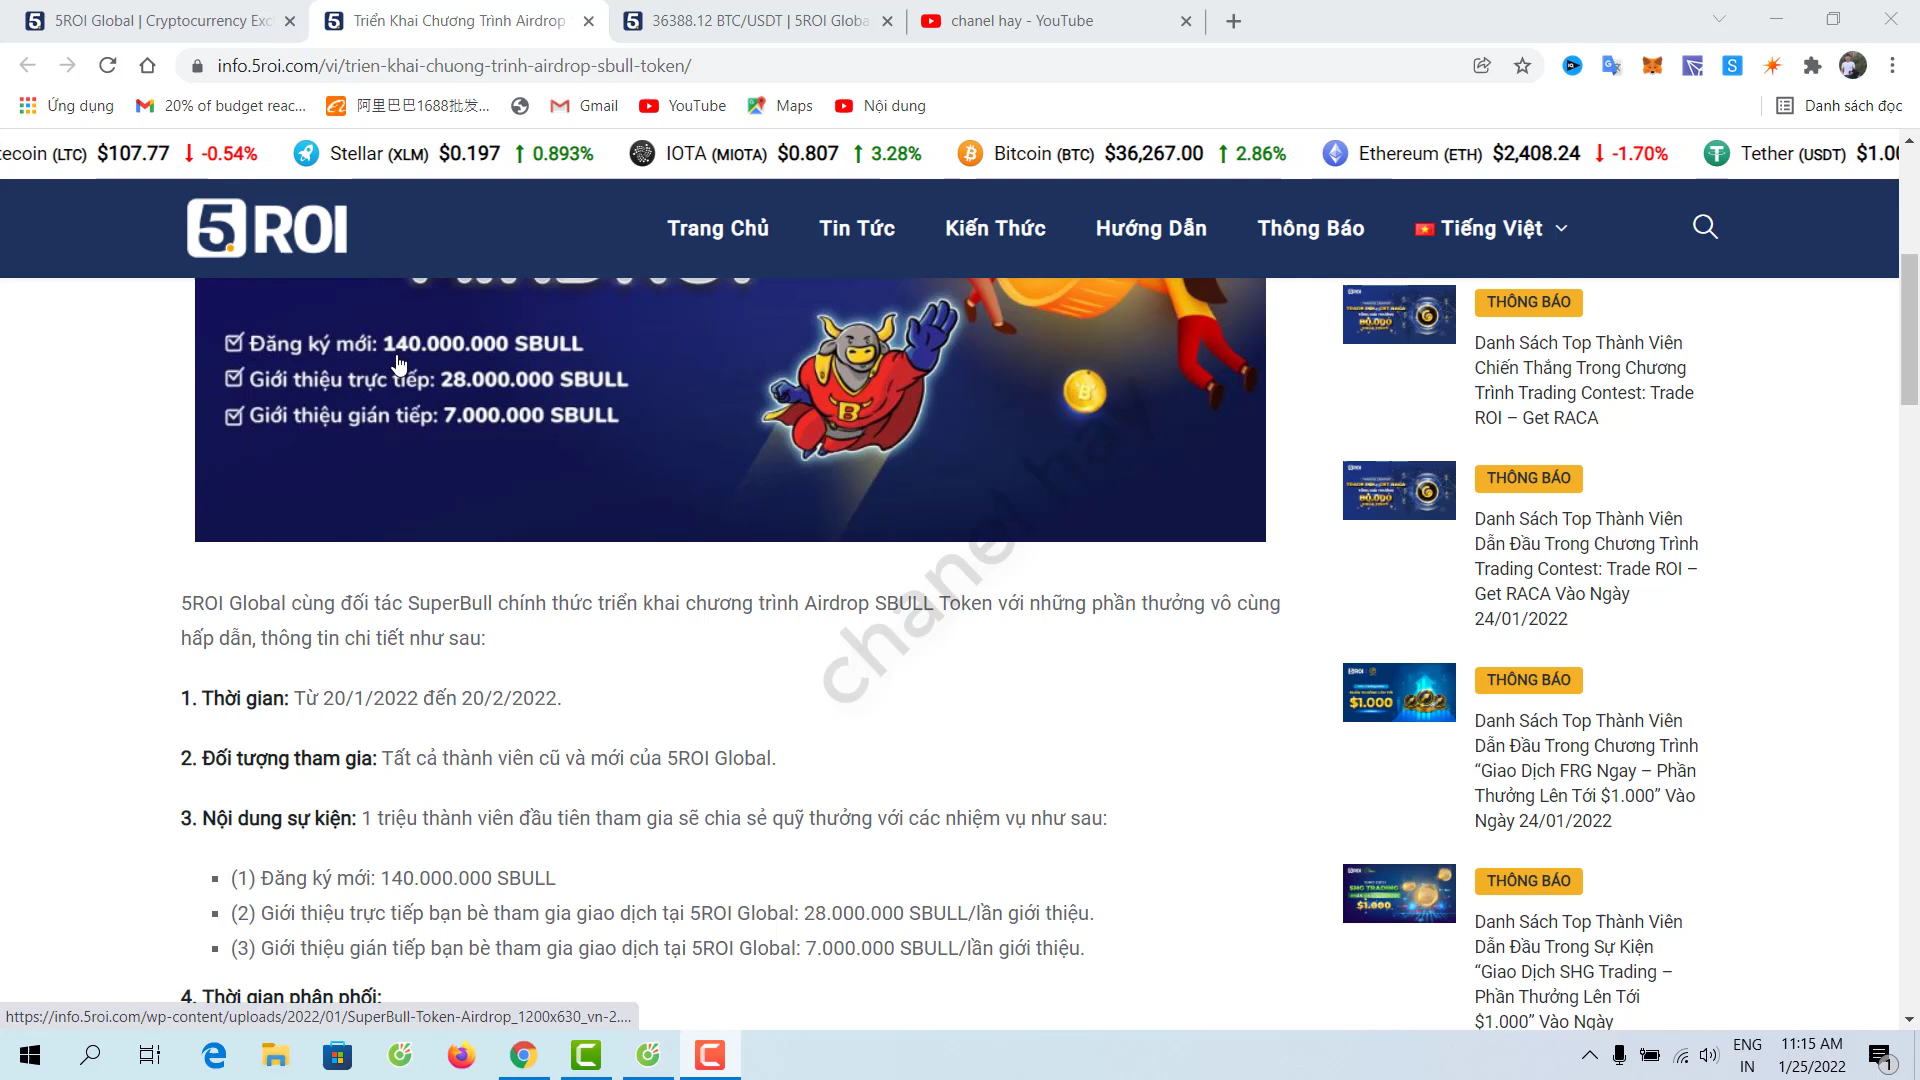 5ROI Global | Cryptocurrency Exc
Triển Khai Chương Trình Airdrop
36388.12 BTC/USDT | 5ROI Globa
chanel hay - YouTube
info.5roi.com/vi/trien-khai-chuong-trinh-airdrop-sbull-token/
Ứng dụng
20% of budget reac...
阿里巴巴1688批发...
Gmail
YouTube
Maps
Nội dung
Danh sách đọc
tecoin (LTC) $107.77 -0.54%
Stellar (XLM) $0.197 0.893%
IOTA (MIOTA) $0.807 3.28%
Bitcoin (BTC) $36,267.00 2.86%
Ethereum (ETH) $2,408.24 -1.70%
Tether (USDT) $1.00
5ROI
Trang Chủ
Tin Tức
Kiến Thức
Hướng Dẫn
Thông Báo
Tiếng Việt
Đăng ký mới: 140.000.000 SBULL
Giới thiệu trực tiếp: 28.000.000 SBULL
Giới thiệu gián tiếp: 7.000.000 SBULL
chanel hay
5ROI Global cùng đối tác SuperBull chính thức triển khai chương trình Airdrop SBULL Token với những phần thưởng vô cùng
hấp dẫn, thông tin chi tiết như sau:
1. Thời gian: Từ 20/1/2022 đến 20/2/2022.
2. Đối tượng tham gia: Tất cả thành viên cũ và mới của 5ROI Global.
3. Nội dung sự kiện: 1 triệu thành viên đầu tiên tham gia sẽ chia sẻ quỹ thưởng với các nhiệm vụ như sau:
(1) Đăng ký mới: 140.000.000 SBULL
(2) Giới thiệu trực tiếp bạn bè tham gia giao dịch tại 5ROI Global: 28.000.000 SBULL/lần giới thiệu.
(3) Giới thiệu gián tiếp bạn bè tham gia giao dịch tại 5ROI Global: 7.000.000 SBULL/lần giới thiệu.
4. Thời gian phân phối:
THÔNG BÁO
Danh Sách Top Thành Viên
Chiến Thắng Trong Chương
Trình Trading Contest: Trade
ROI – Get RACA
THÔNG BÁO
Danh Sách Top Thành Viên
Dẫn Đầu Trong Chương Trình
Trading Contest: Trade ROI –
Get RACA Vào Ngày
24/01/2022
$1.000
THÔNG BÁO
Danh Sách Top Thành Viên
Dẫn Đầu Trong Chương Trình
“Giao Dịch FRG Ngay – Phần
Thưởng Lên Tới $1.000” Vào
Ngày 24/01/2022
SHG TRADING
$1.000
THÔNG BÁO
Danh Sách Top Thành Viên
Dẫn Đầu Trong Sự Kiện
“Giao Dịch SHG Trading –
Phần Thưởng Lên Tới
$1.000” Vào Ngày
https://info.5roi.com/wp-content/uploads/2022/01/SuperBull-Token-Airdrop_1200x630_vn-2....
ENG
IN
11:15 AM
1/25/2022
1